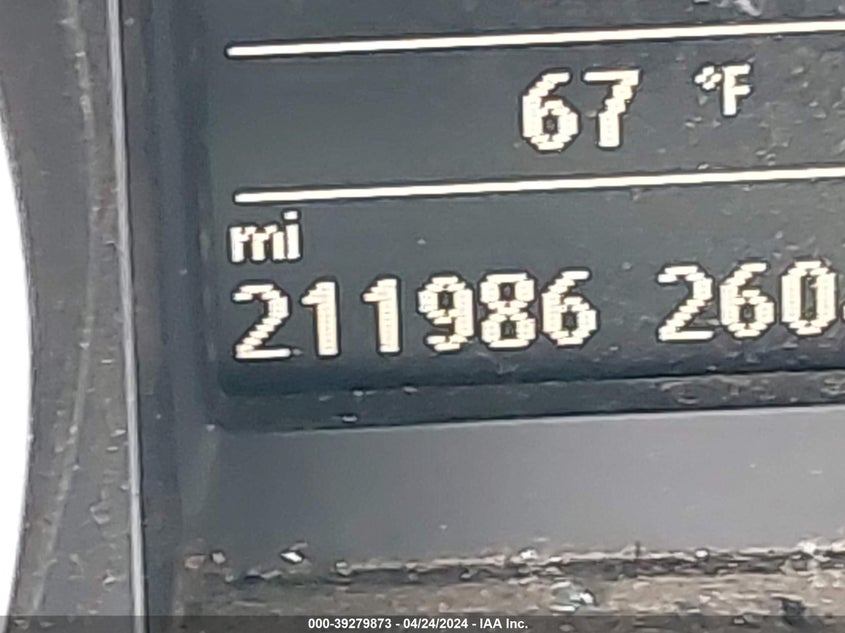 67 °F
mi
211986 260
000-39279873 - 04/24/2024 - IAA Inc.